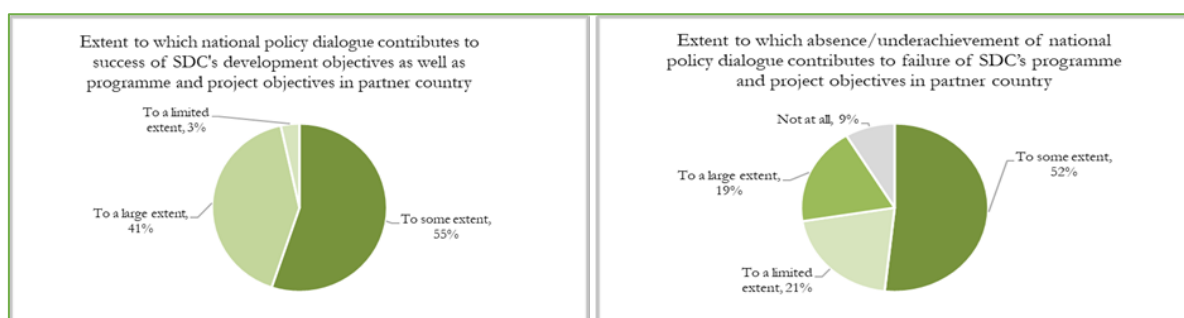 Extent to which national policy dialogue contributes to
success of SDC's development objectives as well as
programme and project objectives in partner country
To a limited
extent, 3%
To a large extent,
41%
To some extent,
55%
Extent to which absence/underachievement of national
policy dialogue contributes to failure of SDC's programme
and project objectives in partner country
Not at all, 9%
To a large extent,
19%
To some extent,
52%
To a limited
extent, 21%